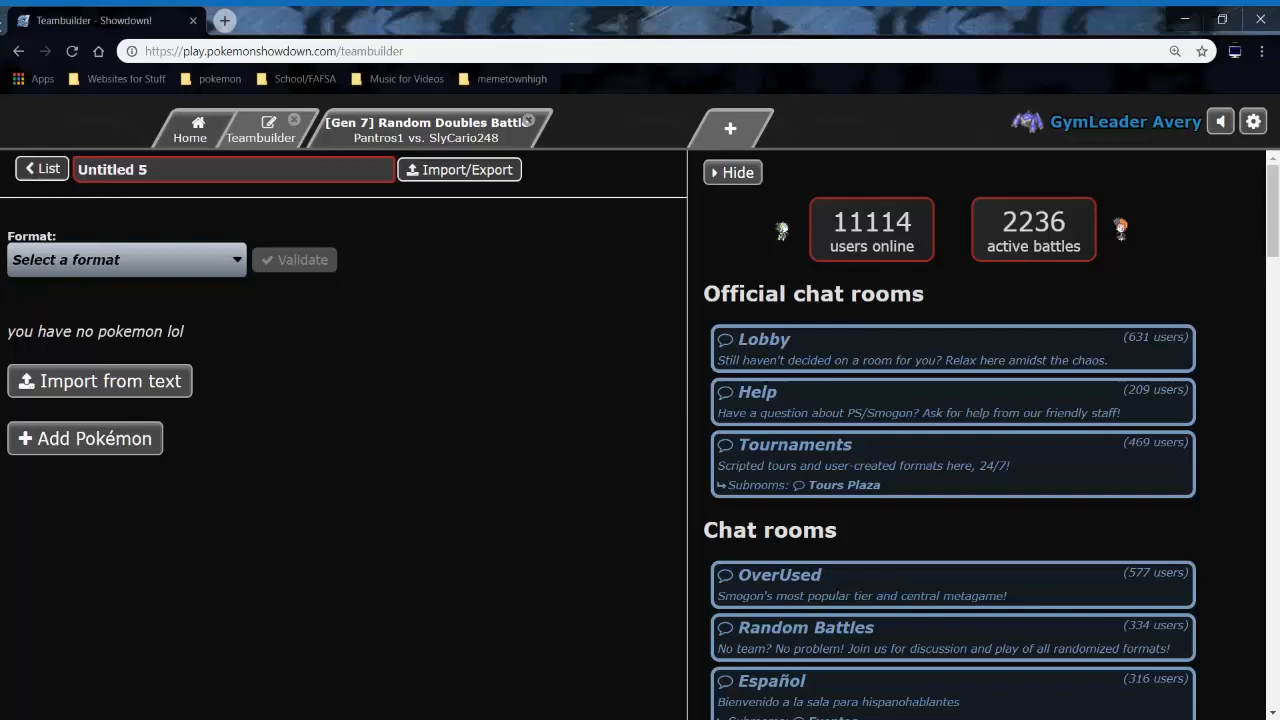 Teambuilder - Showdown!
https://play.pokemonshowdown.com/teambuilder
Apps
Websites for Stuff
pokemon
School/FAFSA
Music for Videos
memetownhigh
Home
Teambuilder
[Gen 7] Random Doubles Battle
Pantros1 vs. SlyCario248
GymLeader Avery
List
Untitled 5
Import/Export
Format:
Select a format
Validate
you have no pokemon lol
Import from text
Add Pokémon
Hide
11114
users online
2236
active battles
Official chat rooms
Lobby
(631 users)
Still haven't decided on a room for you? Relax here amidst the chaos.
Help
(209 users)
Have a question about PS/Smogon? Ask for help from our friendly staff!
Tournaments
(469 users)
Scripted tours and user-created formats here, 24/7!
Subrooms: Tours Plaza
Chat rooms
OverUsed
(577 users)
Smogon's most popular tier and central metagame!
Random Battles
(334 users)
No team? No problem! Join us for discussion and play of all randomized formats!
Español
(316 users)
Bienvenido a la sala para hispanohablantes